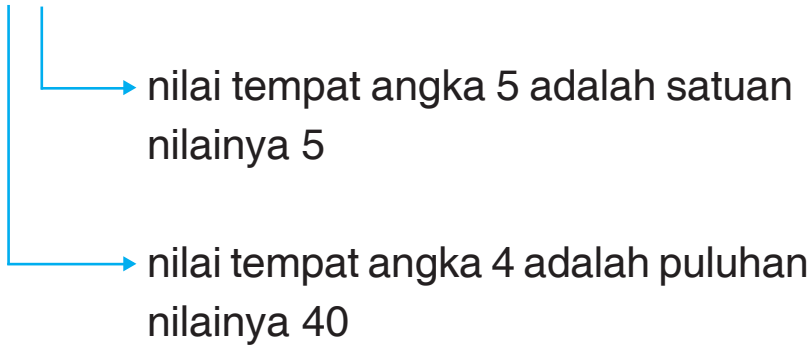 nilai tempat angka 5 adalah satuan
nilainya 5
nilai tempat angka 4 adalah puluhan
nilainya 40